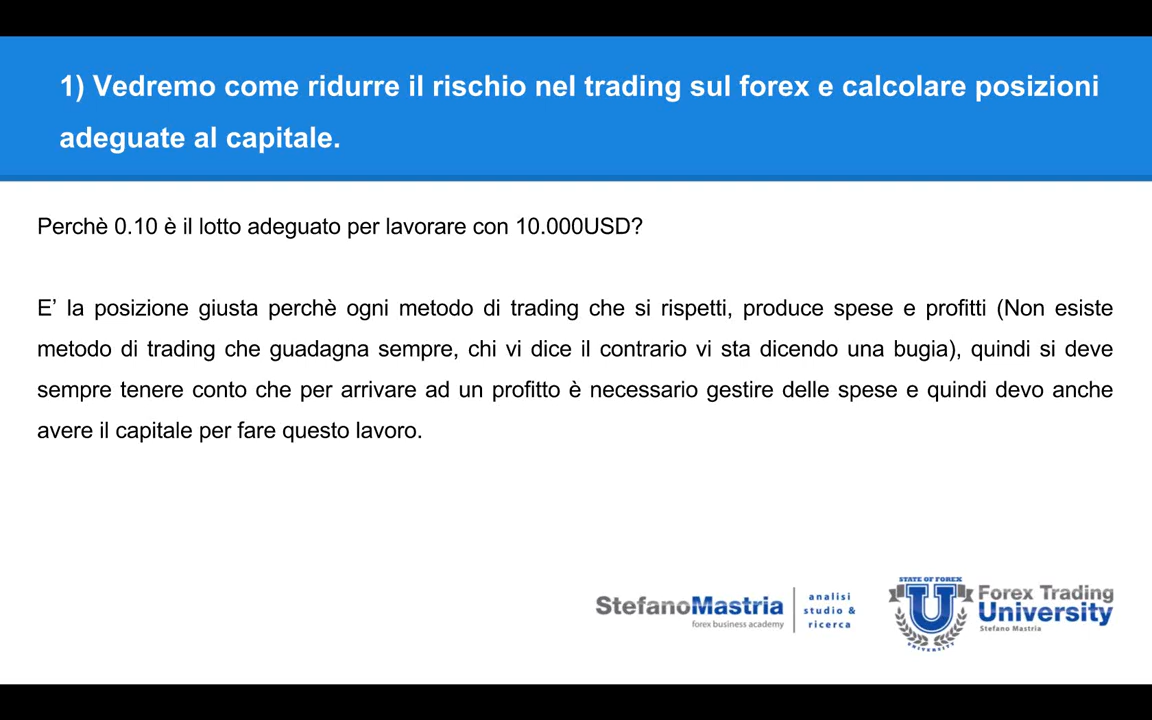 1) Vedremo come ridurre il rischio nel trading sul forex e calcolare posizioni
adeguate al capitale.
Perchè 0.10 è il lotto adeguato per lavorare con 10.000USD?
E’ la posizione giusta perchè ogni metodo di trading che si rispetti, produce spese e profitti (Non esiste
metodo di trading che guadagna sempre, chi vi dice il contrario vi sta dicendo una bugia), quindi si deve
sempre tenere conto che per arrivare ad un profitto è necessario gestire delle spese e quindi devo anche
avere il capitale per fare questo lavoro.
StefanoMastria
forex business academy
analisi
studio &
ricerca
STATE OF FOREX
U
UNIVERSITY
Forex Trading
University
Stefano Mastria